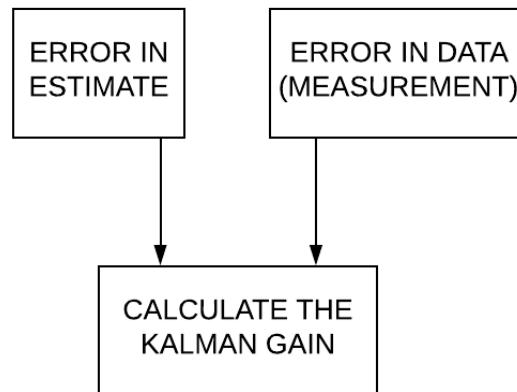 ERROR IN
ESTIMATE
ERROR IN DATA
(MEASUREMENT)
CALCULATE THE
KALMAN GAIN